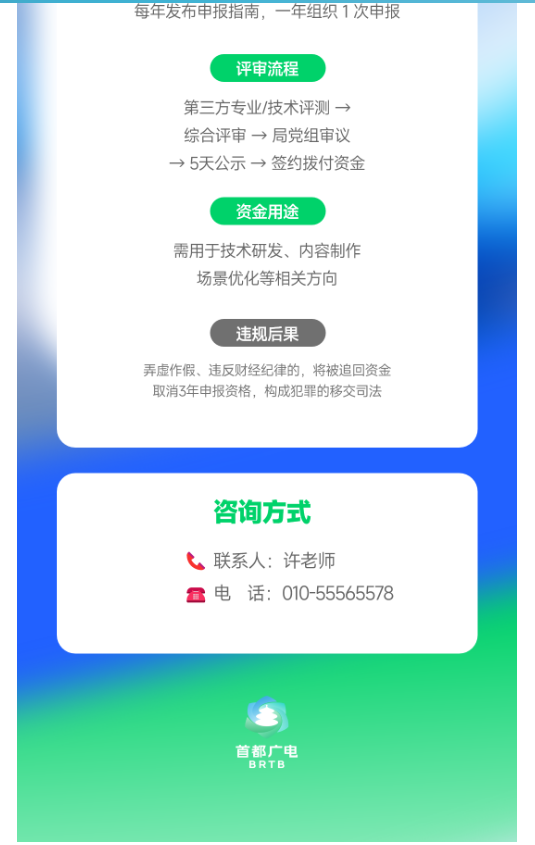 每年发布申报指南，一年组织 1 次申报
评审流程
第三方专业/技术评测 →
综合评审 → 局党组审议
→ 5天公示 → 签约拨付资金
资金用途
需用于技术研发、内容制作
场景优化等相关方向
违规后果
弄虚作假、违反财经纪律的，将被追回资金
取消3年申报资格，构成犯罪的移交司法
咨询方式
联系人：许老师
电 话：010-55565578
首都广电
BRTB